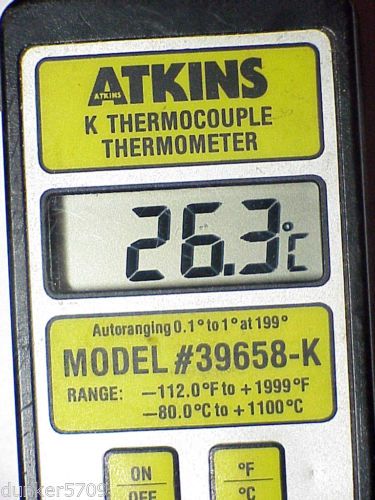 ATKINS
ATKINS
K THERMOCOUPLE
THERMOMETER
26.3°C
Autoranging 0.1° to 1° at 199°
MODEL #39658-K
RANGE: –112.0°F to +1999°F
–80.0°C to +1100°C
ON
OFF
°F
°C
dunker5709